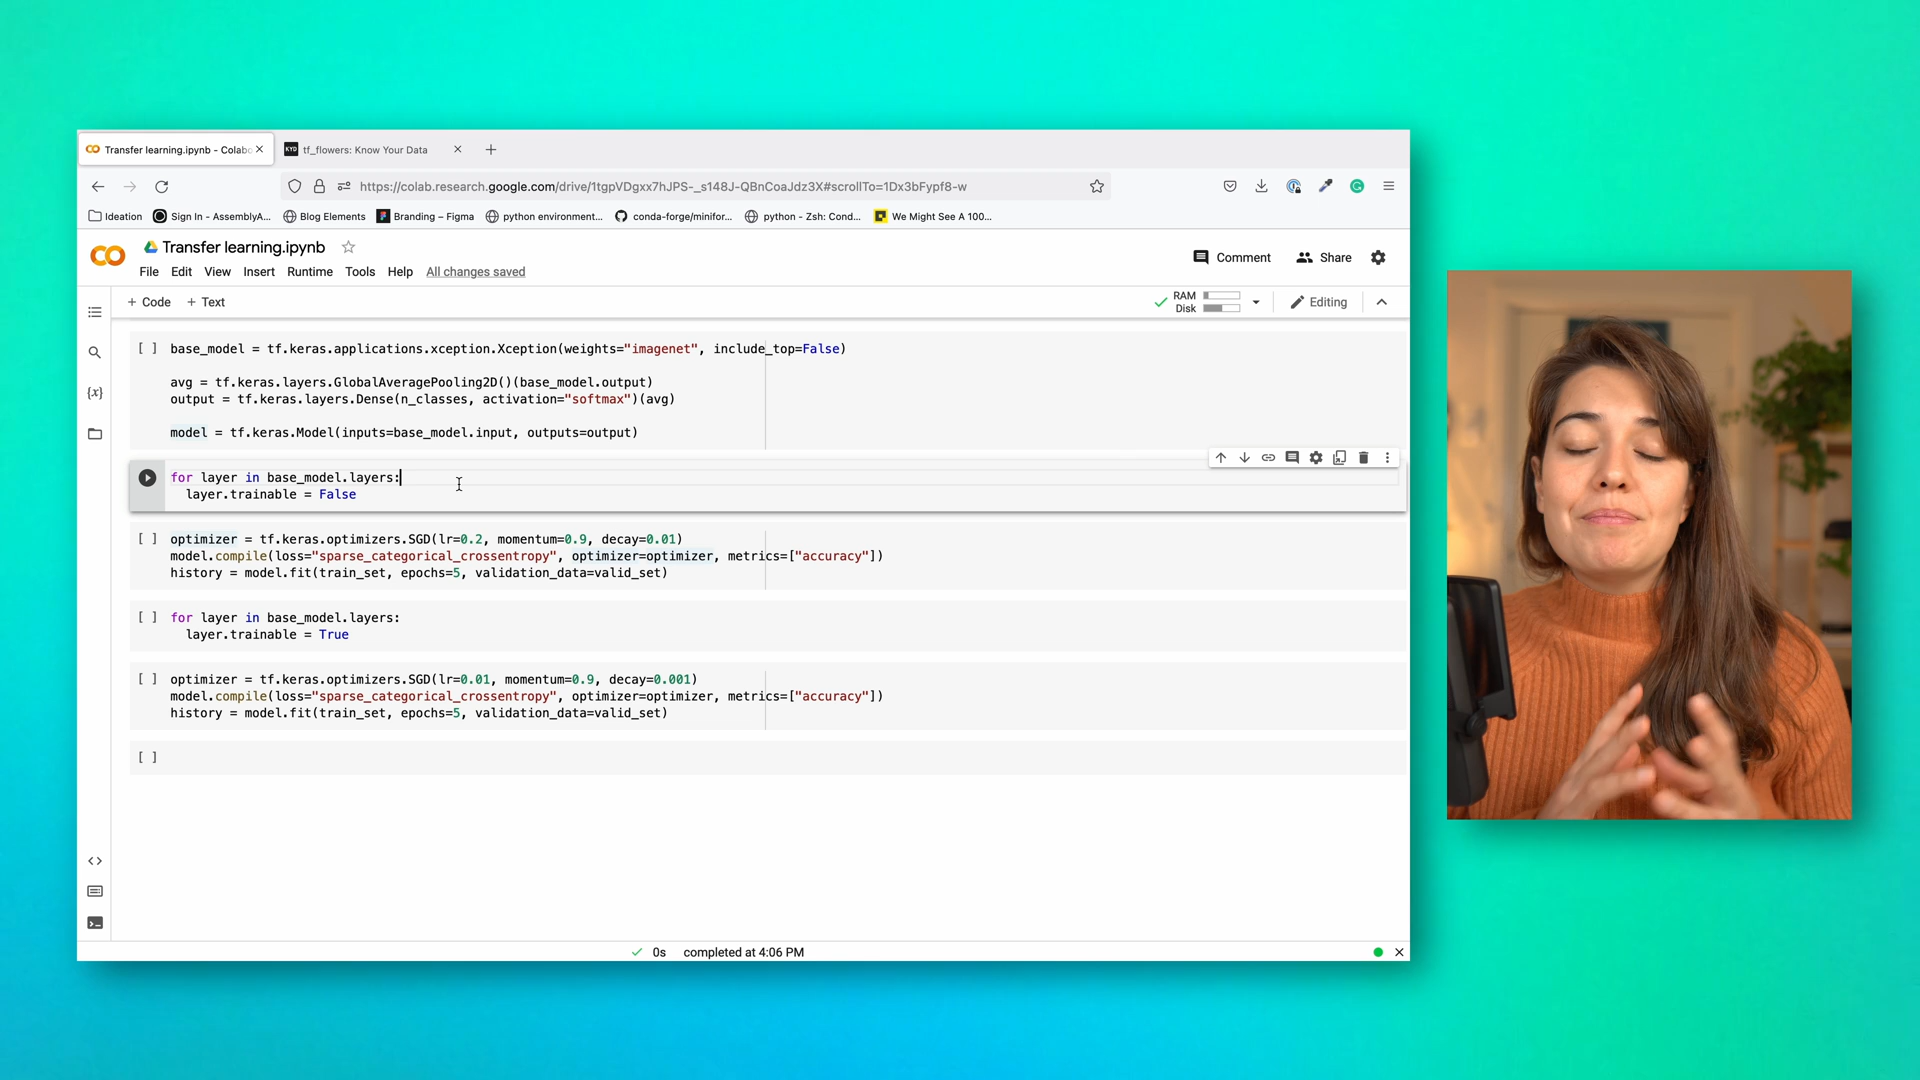 Transfer learning.ipynb - Colabo
KYD tf_flowers: Know Your Data
https://colab.research.google.com/drive/1tgpVDgxx7hJPS-_s148J-QBnCoaJdz3X#scrollTo=1Dx3bFypf8-w
Ideation Sign In - AssemblyA... Blog Elements Branding – Figma python environment... conda-forge/minifor... python - Zsh: Cond... We Might See A 100...
Transfer learning.ipynb
Comment Share
File Edit View Insert Runtime Tools Help All changes saved
+ Code + Text
RAM
Disk
Editing
[ ] base_model = tf.keras.applications.xception.Xception(weights="imagenet", include_top=False)
avg = tf.keras.layers.GlobalAveragePooling2D()(base_model.output)
output = tf.keras.layers.Dense(n_classes, activation="softmax")(avg)
model = tf.keras.Model(inputs=base_model.input, outputs=output)
for layer in base_model.layers:
layer.trainable = False
[ ] optimizer = tf.keras.optimizers.SGD(lr=0.2, momentum=0.9, decay=0.01)
model.compile(loss="sparse_categorical_crossentropy", optimizer=optimizer, metrics=["accuracy"])
history = model.fit(train_set, epochs=5, validation_data=valid_set)
[ ] for layer in base_model.layers:
layer.trainable = True
[ ] optimizer = tf.keras.optimizers.SGD(lr=0.01, momentum=0.9, decay=0.001)
model.compile(loss="sparse_categorical_crossentropy", optimizer=optimizer, metrics=["accuracy"])
history = model.fit(train_set, epochs=5, validation_data=valid_set)
[ ]
0s completed at 4:06 PM